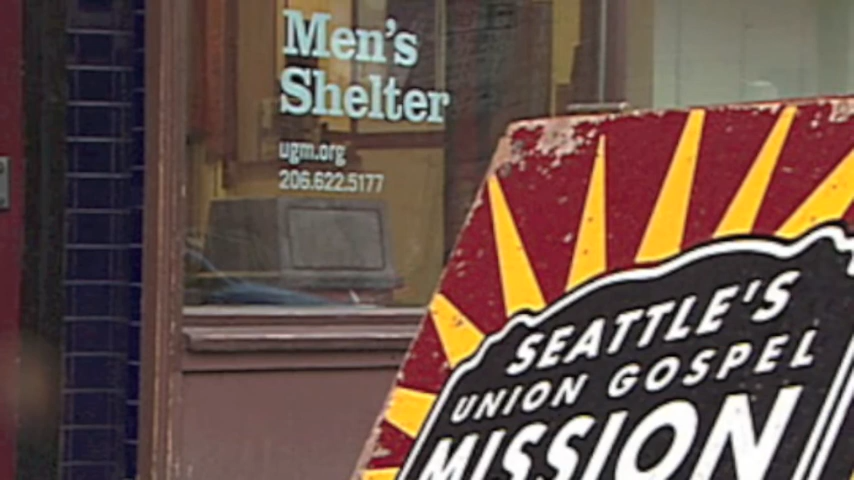 Men's
Shelter
ugm.org
206.622.5177
SEATTLE'S
UNION GOSPEL
MISSION